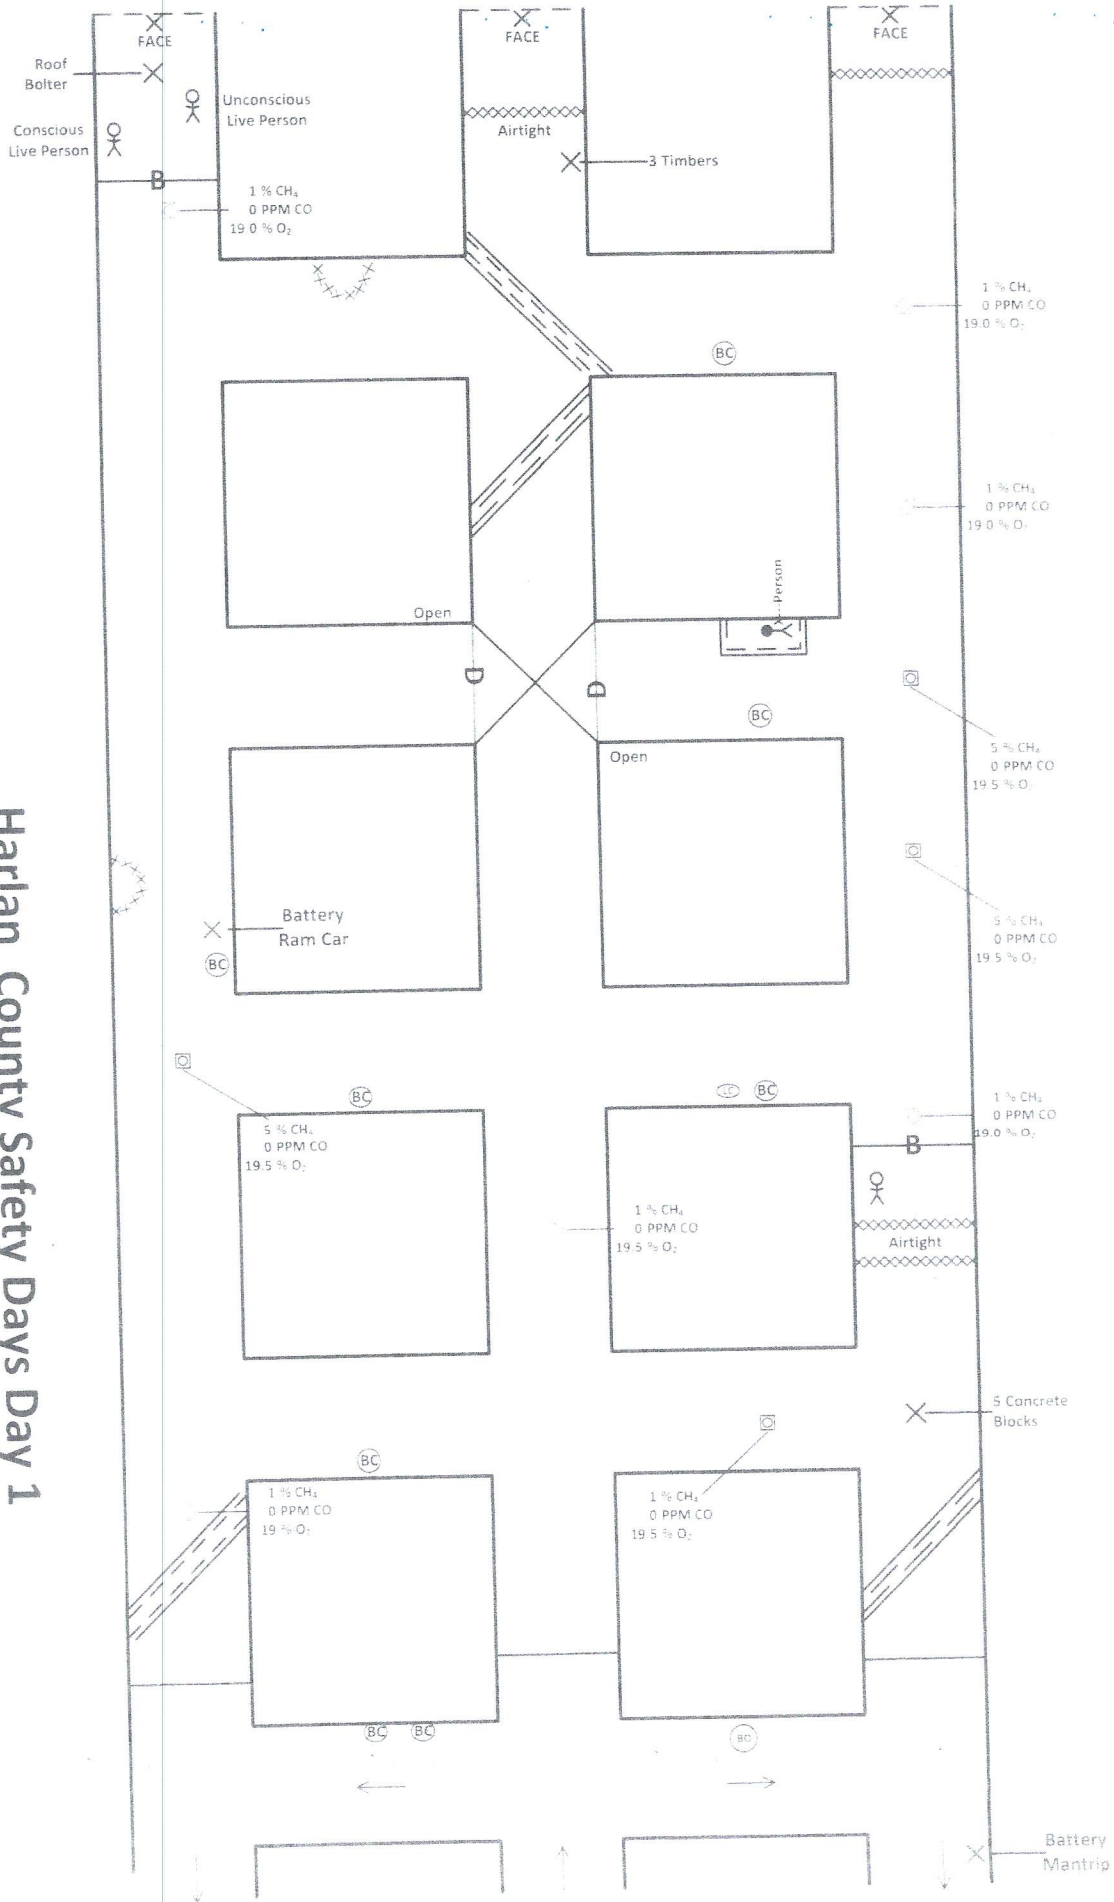 FACE
FACE
FACE
Roof
Bolter
Unconscious
Live Person
Conscious
Live Person
Airtight
3 Timbers
B
1 % CH₄
0 PPM CO
19.0 % O₂
1 % CH₄
0 PPM CO
19.0 % O₂
BC
1 % CH₄
0 PPM CO
19.0 % O₂
Person
Open
D
D
BC
Open
5 % CH₄
0 PPM CO
19.5 % O₂
Battery
Ram Car
BC
5 % CH₄
0 PPM CO
19.5 % O₂
BC
LC
BC
1 % CH₄
0 PPM CO
19.0 % O₂
B
5 % CH₄
0 PPM CO
19.5 % O₂
1 % CH₄
0 PPM CO
19.5 % O₂
Airtight
5 Concrete
Blocks
BC
1 % CH₄
0 PPM CO
19 % O₂
1 % CH₄
0 PPM CO
19.5 % O₂
BC
BC
BO
Battery
Mantrip
Harlan County Safety Days Day 1